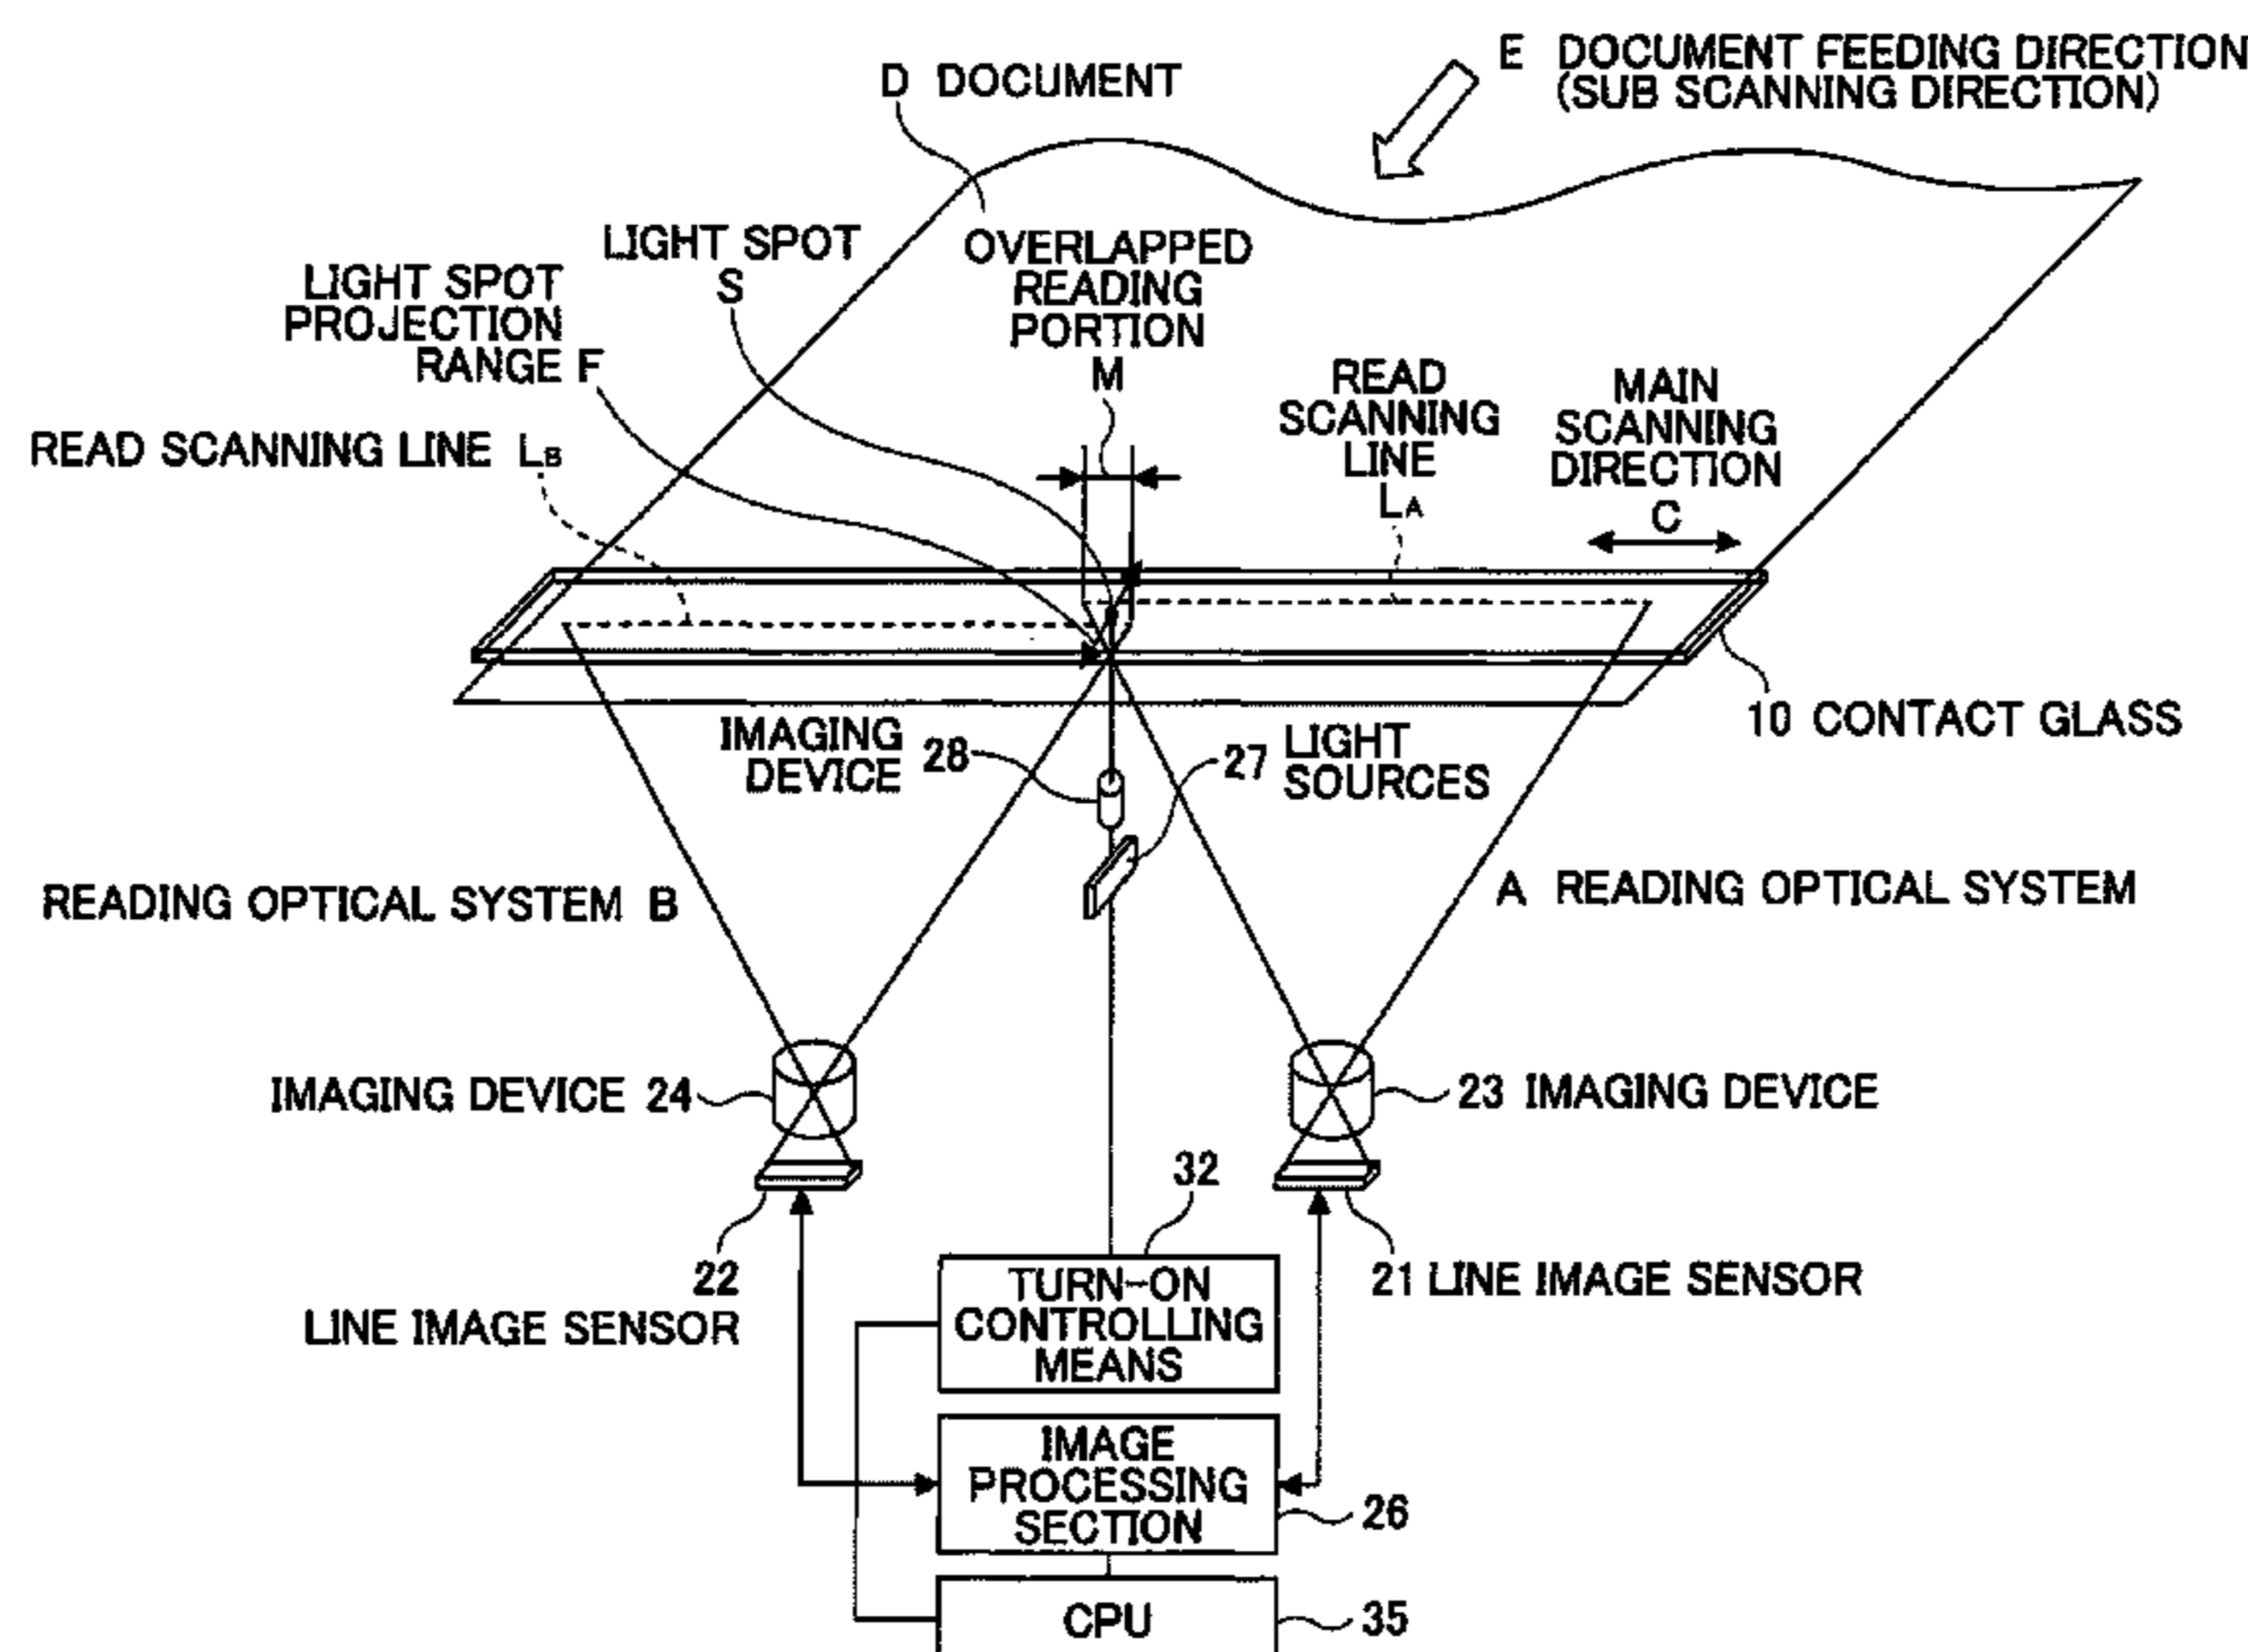 E DOCUMENT FEEDING DIRECTION
(SUB SCANNING DIRECTION)
D DOCUMENT
LIGHT SPOT
S
OVERLAPPED
READING
PORTION
M
LIGHT SPOT
PROJECTION
RANGE F
READ SCANNING LINE LB
READ
SCANNING
LINE
LA
MAIN
SCANNING
DIRECTION
C
10 CONTACT GLASS
IMAGING
DEVICE 28
27 LIGHT
SOURCES
READING OPTICAL SYSTEM B
A READING OPTICAL SYSTEM
IMAGING DEVICE 24
23 IMAGING DEVICE
32
22
LINE IMAGE SENSOR
21 LINE IMAGE SENSOR
TURN-ON
CONTROLLING
MEANS
IMAGE
PROCESSING
SECTION
26
CPU
35